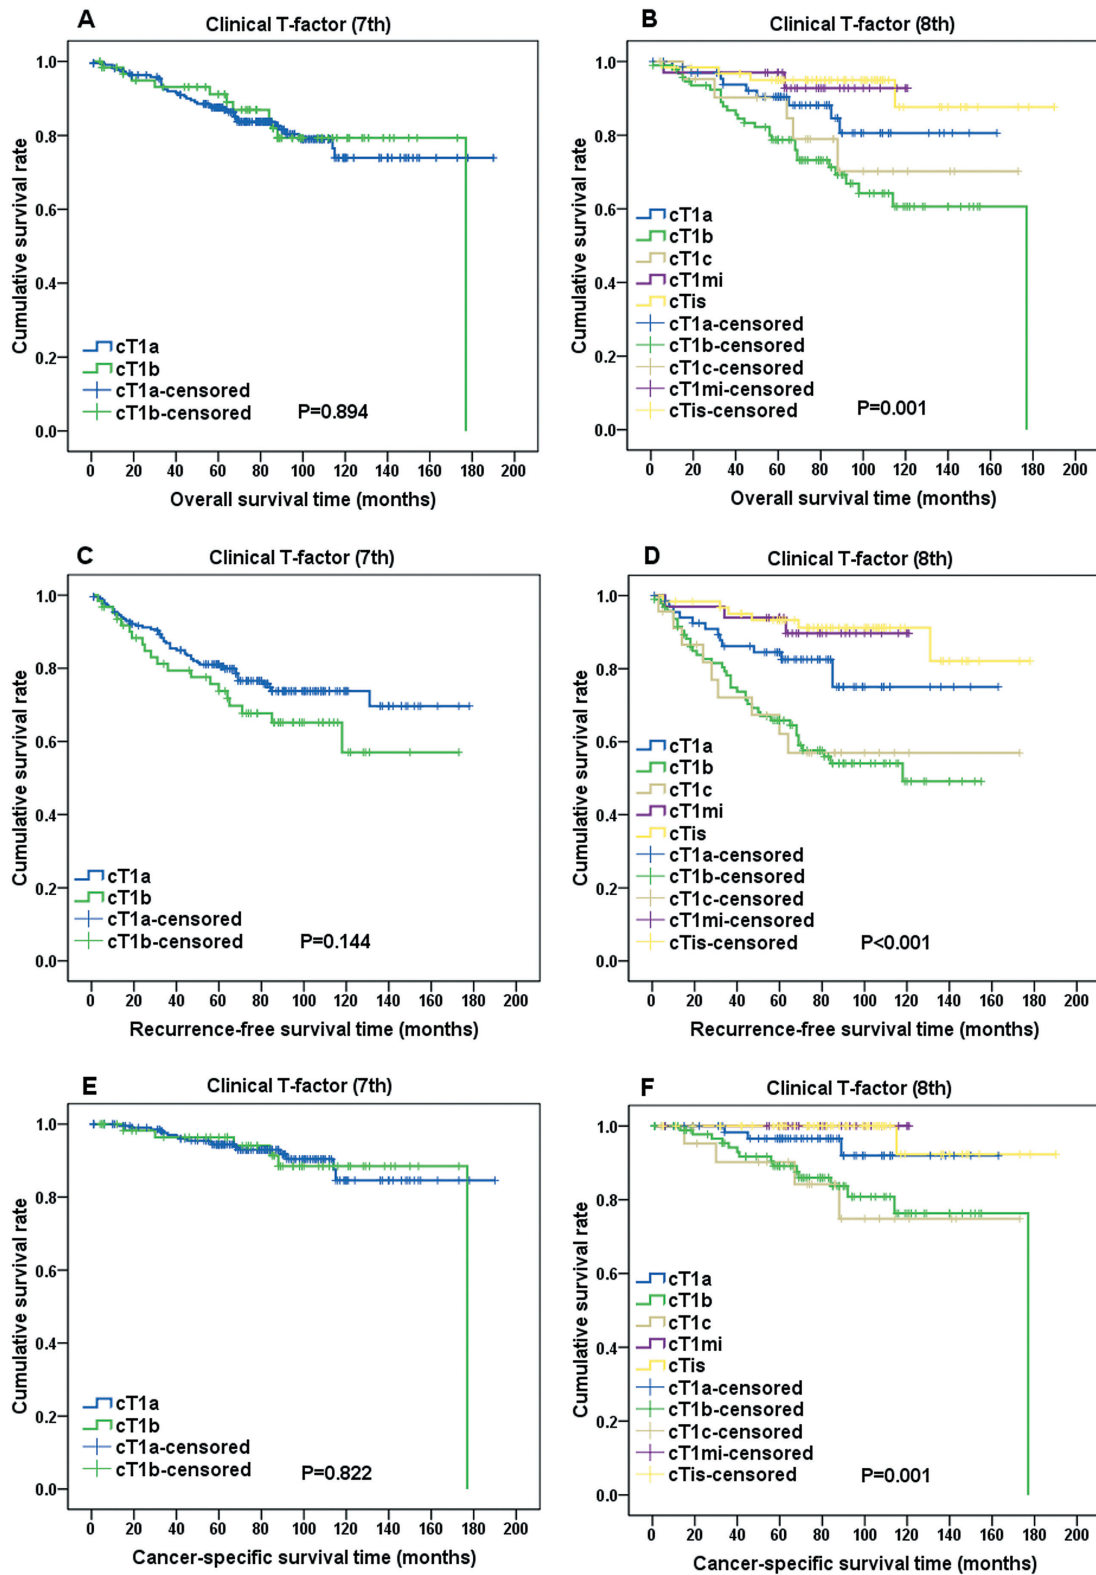 A
Clinical T-factor (7th)
Cumulative survival rate
1.0
0.8
0.6
0.4
0.2
0.0
cT1a
cT1b
cT1a-censored
cT1b-censored
P=0.894
0 20 40 60 80 100 120 140 160 180 200
Overall survival time (months)
B
Clinical T-factor (8th)
Cumulative survival rate
1.0
0.8
0.6
0.4
0.2
0.0
cT1a
cT1b
cT1c
cT1mi
cTis
cT1a-censored
cT1b-censored
cT1c-censored
cT1mi-censored
cTis-censored
P=0.001
0 20 40 60 80 100 120 140 160 180 200
Overall survival time (months)
C
Clinical T-factor (7th)
Cumulative survival rate
1.0
0.8
0.6
0.4
0.2
0.0
cT1a
cT1b
cT1a-censored
cT1b-censored
P=0.144
0 20 40 60 80 100 120 140 160 180 200
Recurrence-free survival time (months)
D
Clinical T-factor (8th)
Cumulative survival rate
1.0
0.8
0.6
0.4
0.2
0.0
cT1a
cT1b
cT1c
cT1mi
cTis
cT1a-censored
cT1b-censored
cT1c-censored
cT1mi-censored
cTis-censored
P<0.001
0 20 40 60 80 100 120 140 160 180 200
Recurrence-free survival time (months)
E
Clinical T-factor (7th)
Cumulative survival rate
1.0
0.8
0.6
0.4
0.2
0.0
cT1a
cT1b
cT1a-censored
cT1b-censored
P=0.822
0 20 40 60 80 100 120 140 160 180 200
Cancer-specific survival time (months)
F
Clinical T-factor (8th)
Cumulative survival rate
1.0
0.8
0.6
0.4
0.2
0.0
cT1a
cT1b
cT1c
cT1mi
cTis
cT1a-censored
cT1b-censored
cT1c-censored
cT1mi-censored
cTis-censored
P=0.001
0 20 40 60 80 100 120 140 160 180 200
Cancer-specific survival time (months)